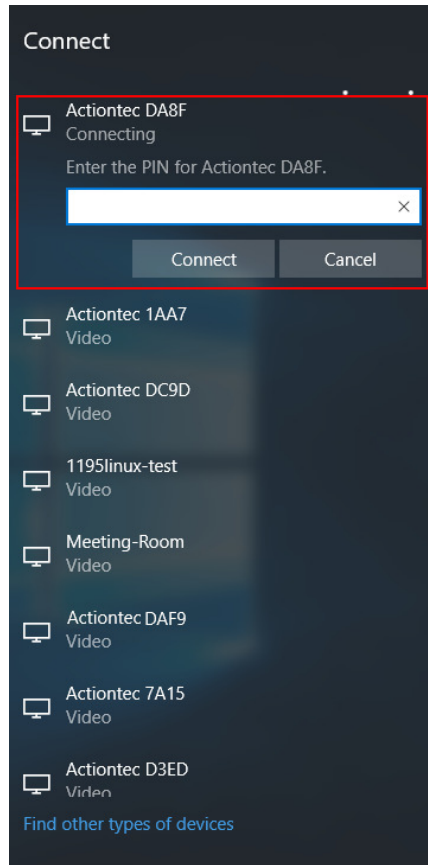 Connect
Actiontec DA8F
Connecting
Enter the PIN for Actiontec DA8F.
Connect Cancel
Actiontec 1AA7
Video
Actiontec DC9D
Video
1195linux-test
Video
Meeting-Room
Video
Actiontec DAF9
Video
Actiontec 7A15
Video
Actiontec D3ED
Video
Find other types of devices